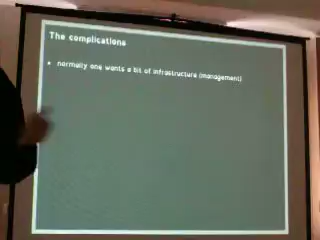 The complications
normally one wants a bit of infrastructure (management)